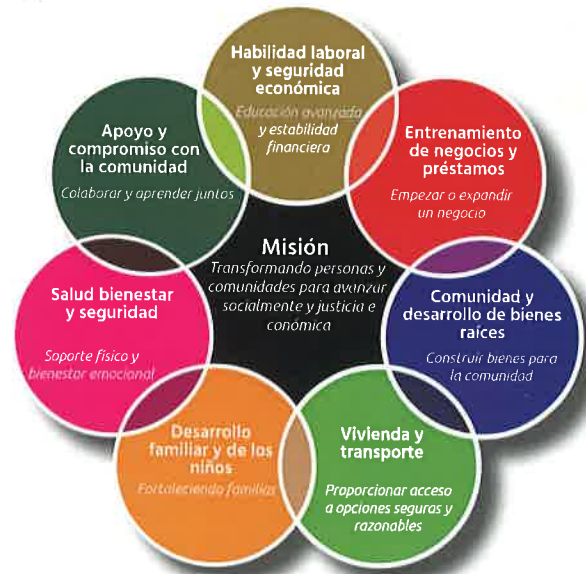 Habilidad laboral
y seguridad
económica
Educación avanzada
y estabilidad
financiera
Apoyo y
compromiso con
la comunidad
Colaborar y aprender juntos
Entrenamiento
de negocios y
préstamos
Empezar o expandir
un negocio
Misión
Transformando personas y
comunidades para avanzar
socialmente y justicia e
conómica
Salud bienestar
y seguridad
Soporte físico y
bienestar emocional
Comunidad y
desarrollo de bienes
raíces
Construir bienes para
la comunidad
Desarrollo
familiar y de los
niños
Fortaleciendo familias
Vivienda y
transporte
Proporcionar acceso
a opciones seguras y
razonables